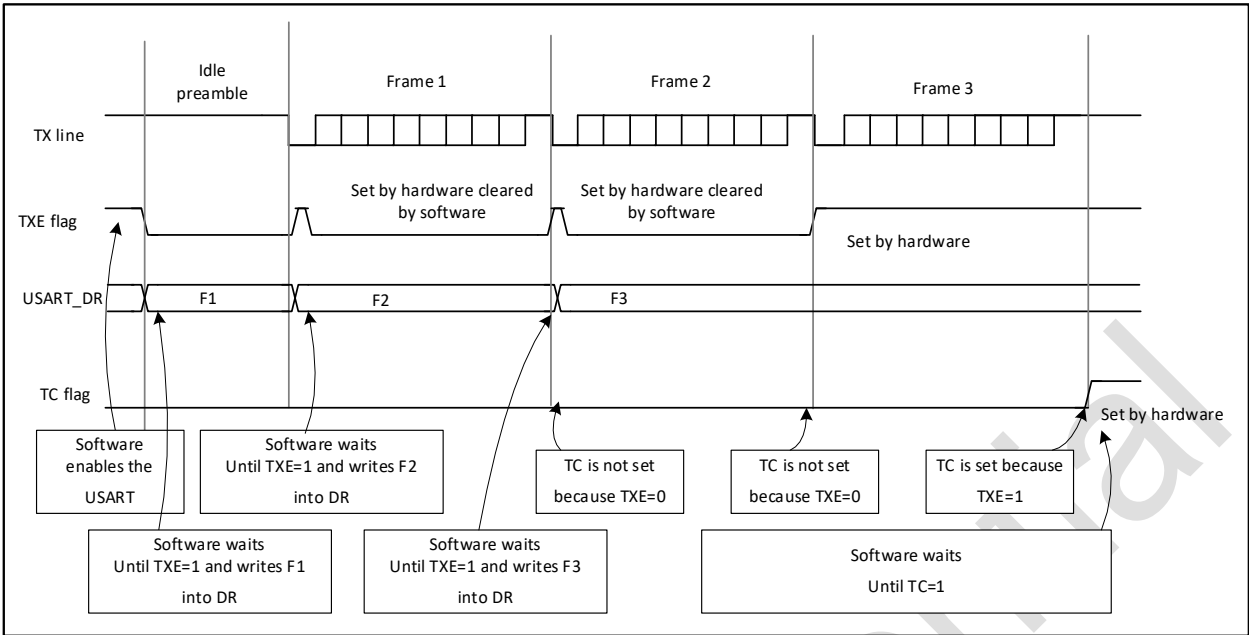 Idle
preamble
Frame 1
Frame 2
Frame 3
TX line
Set by hardware cleared
by software
Set by hardware cleared
by software
TXE flag
Set by hardware
USART_DR
F1
F2
F3
TC flag
Set by hardware
Software
enables the
USART
Software waits
Until TXE=1 and writes F2
into DR
TC is not set
because TXE=0
TC is not set
because TXE=0
TC is set because
TXE=1
Software waits
Until TXE=1 and writes F1
into DR
Software waits
Until TXE=1 and writes F3
into DR
Software waits
Until TC=1